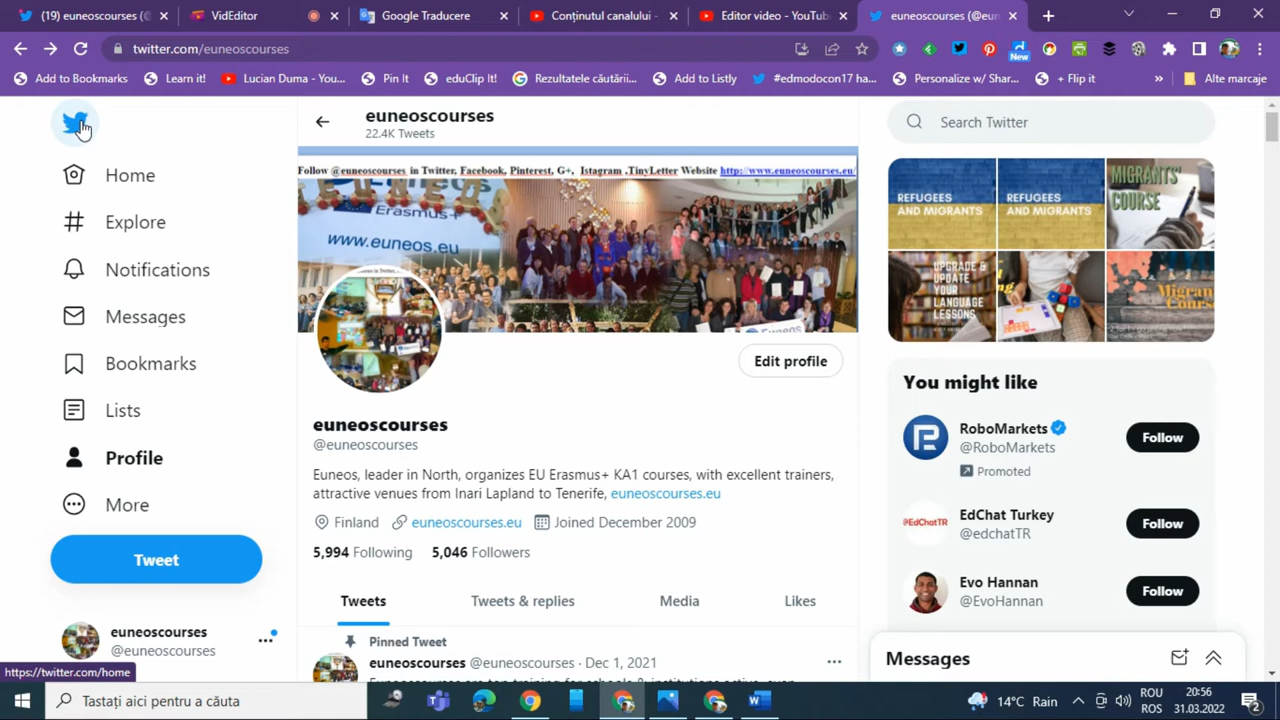 (19) euneoscourses (@
VidEditor
Google Traducere
Conținutul canalului -
Editor video - YouTub
euneoscourses (@eun
twitter.com/euneoscourses
New
Add to Bookmarks
Learn it!
Lucian Duma - You...
Pin It
eduClip It!
Rezultatele căutării...
Add to Listly
#edmodocon17 ha...
Personalize w/ Shar...
+ Flip it
»
Alte marcaje
euneoscourses
22.4K Tweets
Search Twitter
Home
Explore
Notifications
Messages
Bookmarks
Lists
Profile
More
Tweet
euneoscourses
@euneoscourses
https://twitter.com/home
Follow @euneoscourses in Twitter, Facebook, Pinterest, G+, Istagram ,TinyLetter Website http://www.euneoscourses.eu/
Erasmus+
www.euneos.eu
Edit profile
euneoscourses
@euneoscourses
Euneos, leader in North, organizes EU Erasmus+ KA1 courses, with excellent trainers,
attractive venues from Inari Lapland to Tenerife, euneoscourses.eu
Finland euneoscourses.eu Joined December 2009
5,994 Following 5,046 Followers
Tweets
Tweets & replies
Media
Likes
Pinned Tweet
euneoscourses @euneoscourses · Dec 1, 2021
REFUGEES
AND MIGRANTS
REFUGEES
AND MIGRANTS
MIGRANTS'
COURSE
UPGRADE &
UPDATE
YOUR
LANGUAGE
LESSONS
You might like
RoboMarkets
@RoboMarkets
Promoted
Follow
#EdChatTR
EdChat Turkey
@edchatTR
Follow
Evo Hannan
@EvoHannan
Follow
Messages
Tastați aici pentru a căuta
14°C Rain
ROU
ROS
20:56
31.03.2022
2